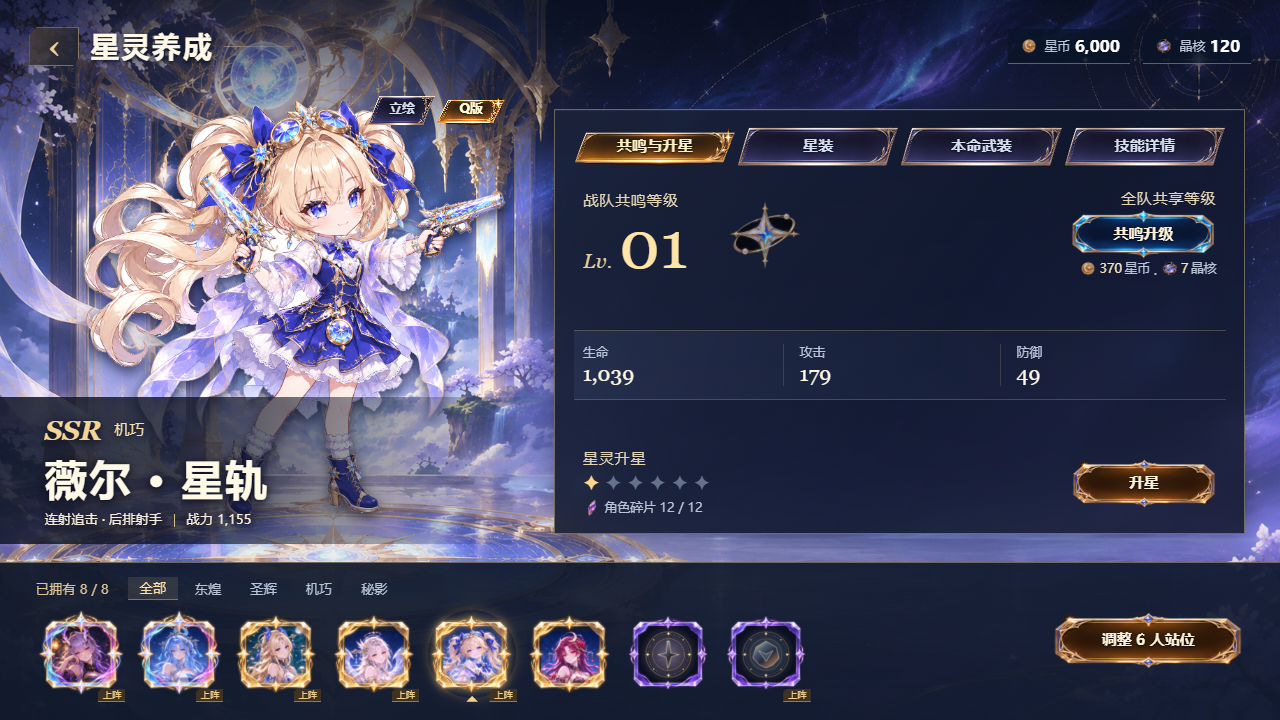 星灵养成
星币 6,000
晶核 120
立绘
Q版
共鸣与升星
星装
本命武装
技能详情
战队共鸣等级
Lv. 01
全队共享等级
共鸣升级
370 星币 . 7 晶核
生命
1,039
攻击
179
防御
49
SSR 机巧
薇尔·星轨
连射追击·后排射手 | 战力 1,155
星灵升星
角色碎片 12 / 12
升星
已拥有 8 / 8
全部
东煌
圣辉
机巧
秘影
上阵
上阵
上阵
上阵
上阵
上阵
调整 6 人站位